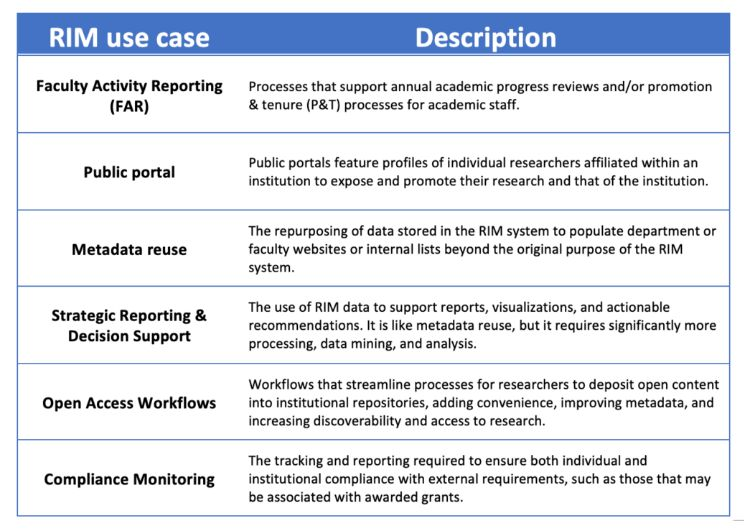 RIM use case Description
Faculty Activity Reporting
(FAR)
Processes that support annual academic progress reviews and/or promotion
& tenure (P&T) processes for academic staff.
Public portal
Public portals feature profiles of individual researchers affiliated within an
institution to expose and promote their research and that of the institution.
Metadata reuse
The repurposing of data stored in the RIM system to populate department or
faculty websites or internal lists beyond the original purpose of the RIM
system.
Strategic Reporting &
Decision Support
The use of RIM data to support reports, visualizations, and actionable
recommendations. It is like metadata reuse, but it requires significantly more
processing, data mining, and analysis.
Open Access Workflows
Workflows that streamline processes for researchers to deposit open content
into institutional repositories, adding convenience, improving metadata, and
increasing discoverability and access to research.
Compliance Monitoring
The tracking and reporting required to ensure both individual and
institutional compliance with external requirements, such as those that may
be associated with awarded grants.